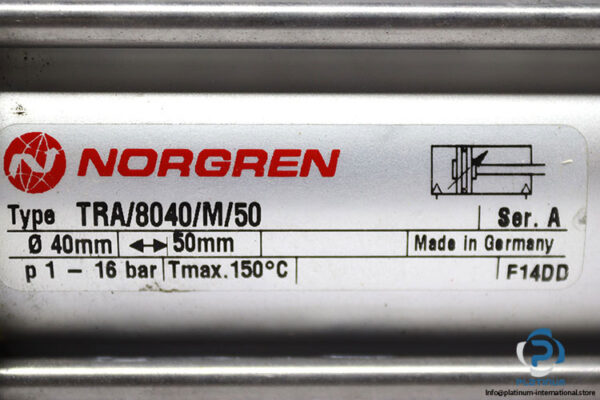 NORGREN
Type TRA/8040/M/50 Ser. A
Ø 40mm 50mm Made in Germany
p 1 - 16 bar Tmax.150°C F14DD
Info@platinum-international.store